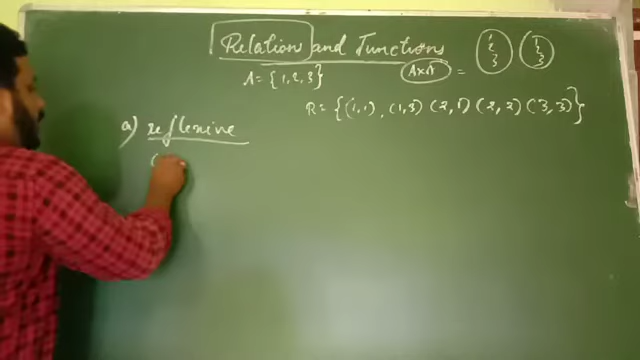 Relation and Functions
A = {1,2,3}
A×A =
1 2 3
1 2 3
R = {(1,1), (1,3) (2,1) (2,2) (3,3)}
a) reflexive
(